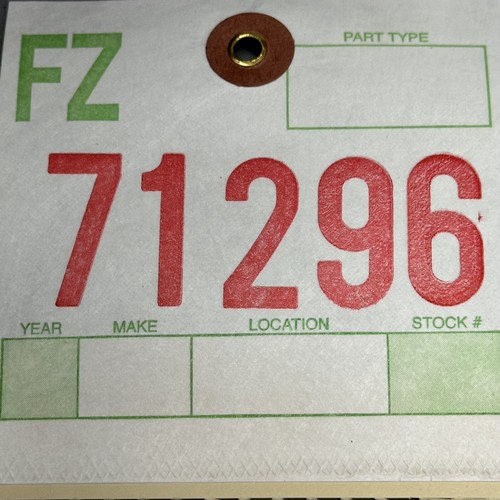 FZ
PART TYPE
71296
YEAR MAKE LOCATION STOCK #